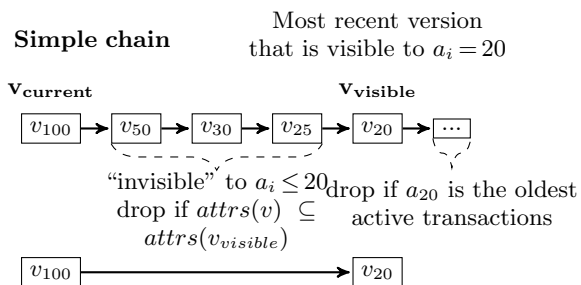 Simple chain
Most recent version
that is visible to a_i = 20
v_current
v_visible
v_100
v_50
v_30
v_25
v_20
...
“invisible” to a_i ≤ 20
drop if attrs(v) ⊆
attrs(v_visible)
drop if a_20 is the oldest
active transactions
v_100
v_20